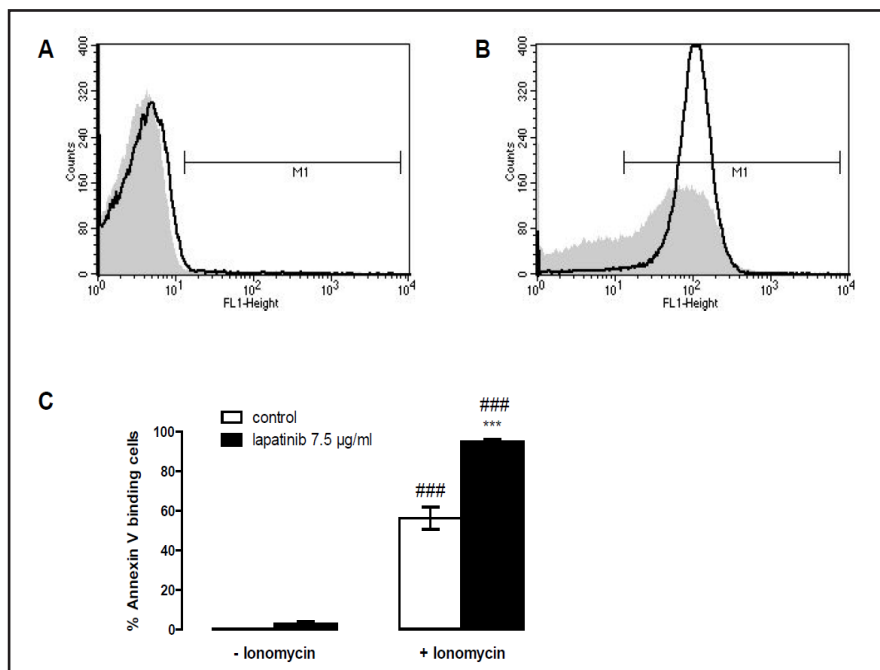 A
400
320
240
160
80
0
Counts
M1
10^0 10^1 10^2 10^3 10^4
FL1-Height
B
400
320
240
160
80
0
Counts
M1
10^0 10^1 10^2 10^3 10^4
FL1-Height
C
control
lapatinib 7.5 µg/ml
% Annexin V binding cells
100
80
60
40
20
0
###
###
***
- Ionomycin + Ionomycin